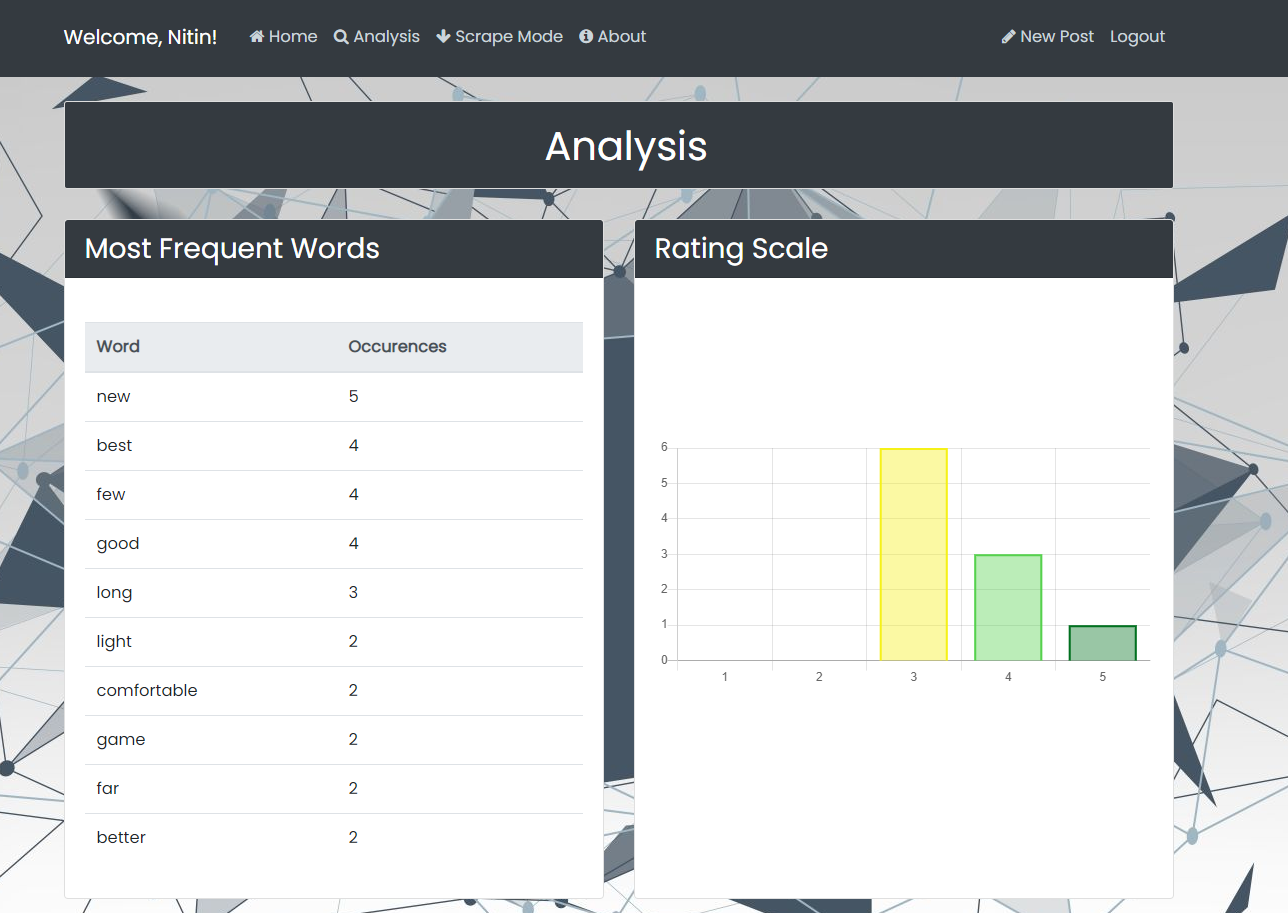 Welcome, Nitin! Home Analysis Scrape Mode About New Post Logout
Analysis
Most Frequent Words
Word Occurences
new 5
best 4
few 4
good 4
long 3
light 2
comfortable 2
game 2
far 2
better 2
Rating Scale
6
5
4
3
2
1
0
1 2 3 4 5